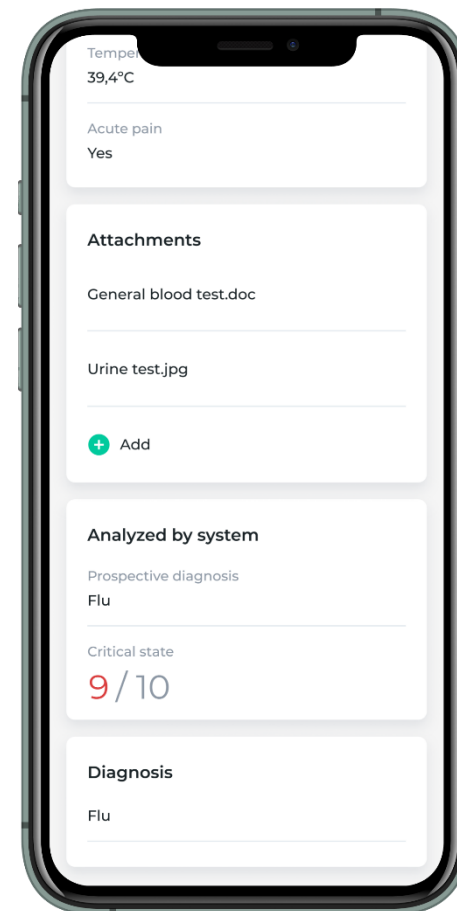 39,4°C
Acute pain
Yes
Attachments
General blood test.doc
Urine test.jpg
Add
Analyzed by system
Prospective diagnosis
Flu
Critical state
9 / 10
Diagnosis
Flu